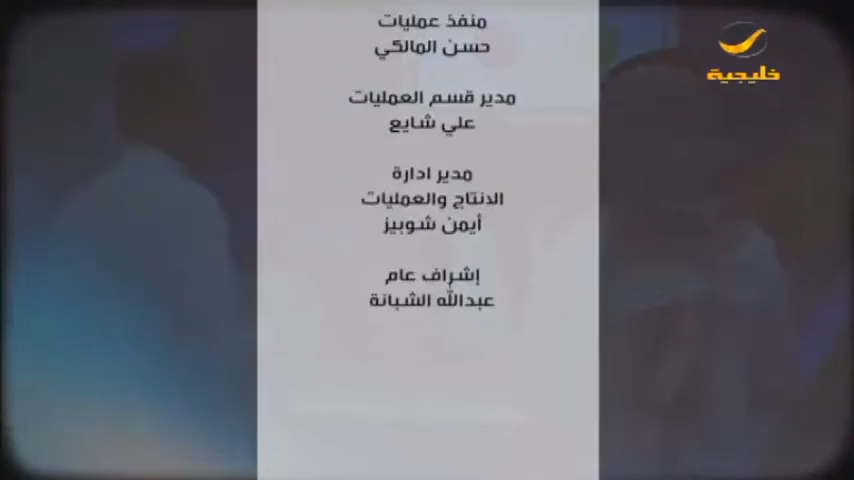 منفذ عمليات
حسن المالكي
خليجية
مدير قسم العمليات
علي شايع
مدير ادارة
الانتاج والعمليات
أيمن شوبيز
إشراف عام
عبدالله الشبانة